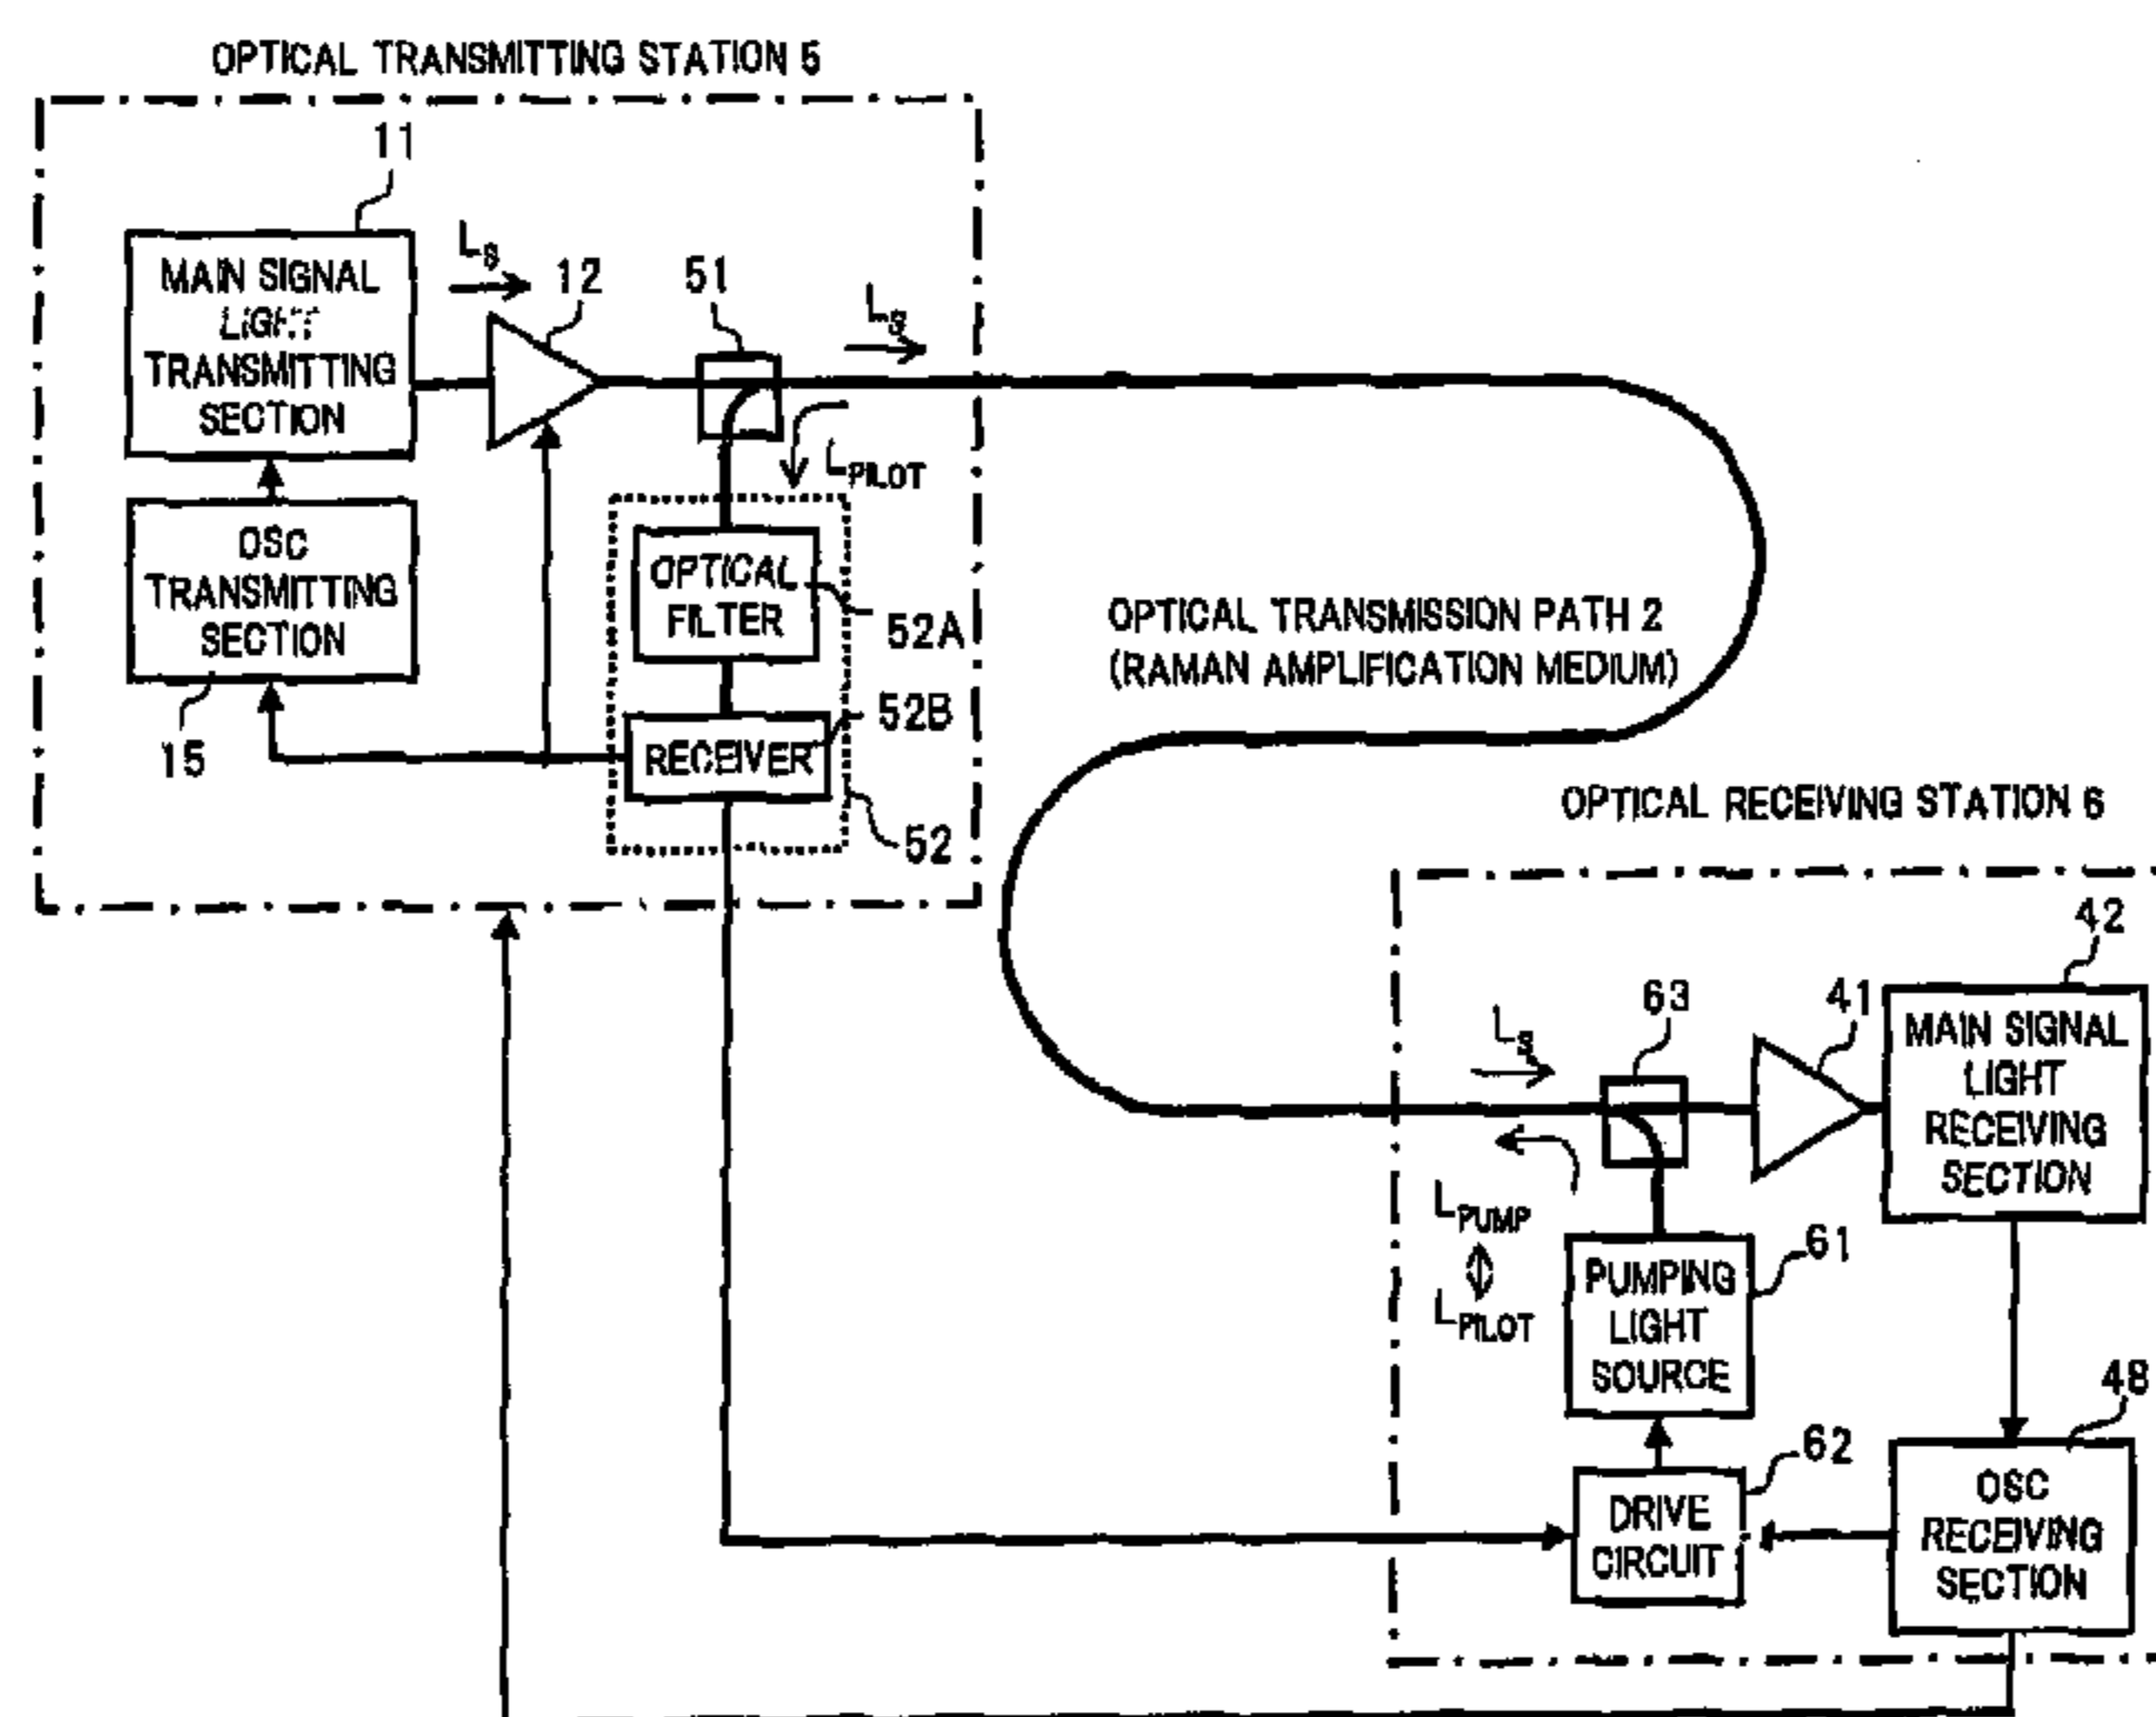 OPTICAL TRANSMITTING STATION 5
11
MAIN SIGNAL
LIGHT
TRANSMITTING
SECTION
LS
12
51
LS
LPILOT
OSC
TRANSMITTING
SECTION
15
OPTICAL
FILTER
52A
RECEIVER
52B
52
OPTICAL TRANSMISSION PATH 2
(RAMAN AMPLIFICATION MEDIUM)
OPTICAL RECEIVING STATION 6
LS
63
41
42
MAIN SIGNAL
LIGHT
RECEIVING
SECTION
LPUMP
LPILOT
PUMPING
LIGHT
SOURCE
61
DRIVE
CIRCUIT
62
OSC
RECEIVING
SECTION
48